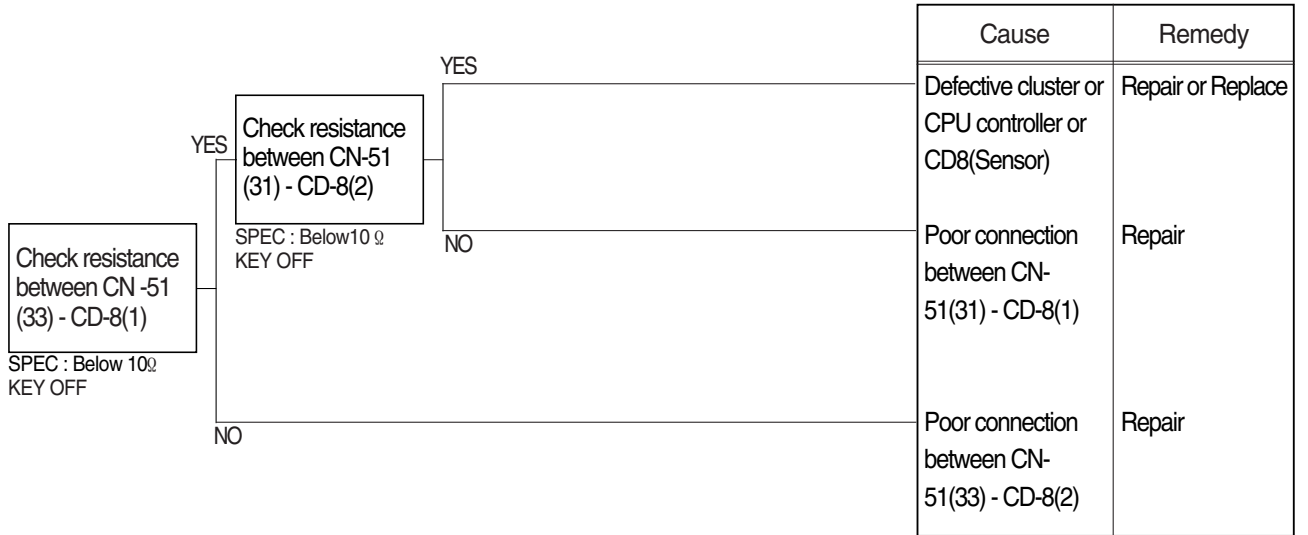 Cause
Remedy
YES
Defective cluster or
CPU controller or
CD8(Sensor)
Repair or Replace
YES
Check resistance
between CN-51
(31) - CD-8(2)
SPEC : Below10 Ω
KEY OFF
NO
Poor connection
between CN-
51(31) - CD-8(1)
Repair
Check resistance
between CN -51
(33) - CD-8(1)
SPEC : Below 10Ω
KEY OFF
NO
Poor connection
between CN-
51(33) - CD-8(2)
Repair